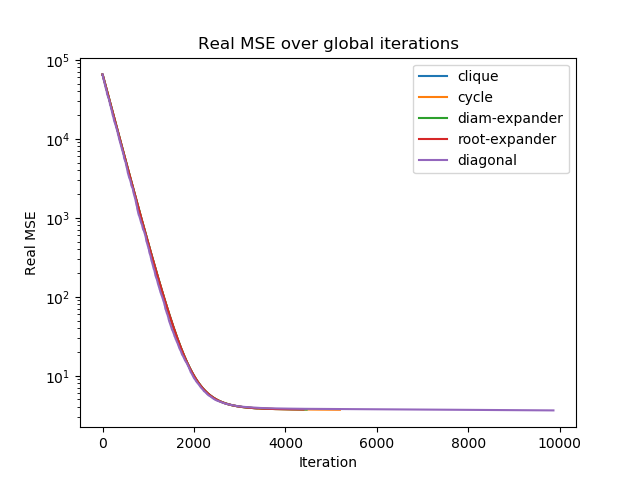 Real MSE over global iterations
10^5
10^4
10^3
10^2
10^1
Real MSE
clique
cycle
diam-expander
root-expander
diagonal
0 2000 4000 6000 8000 10000
Iteration